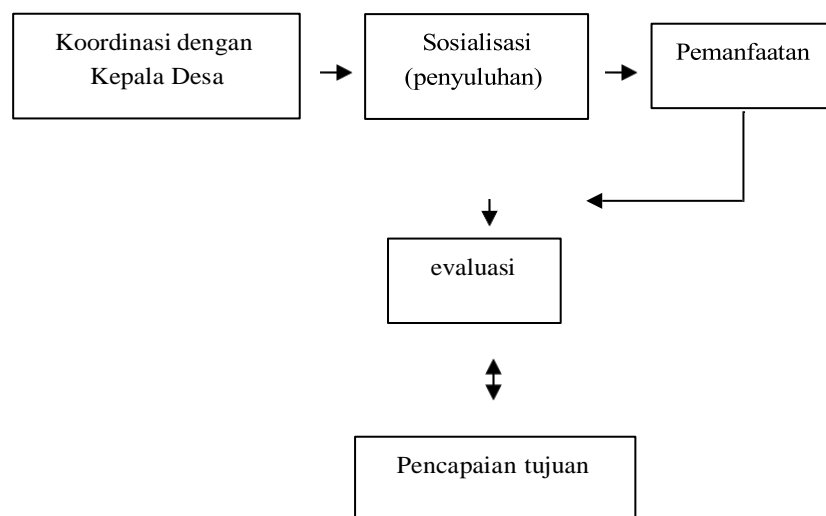 Koordinasi dengan
Kepala Desa
Sosialisasi
(penyuluhan)
Pemanfaatan
evaluasi
Pencapaian tujuan